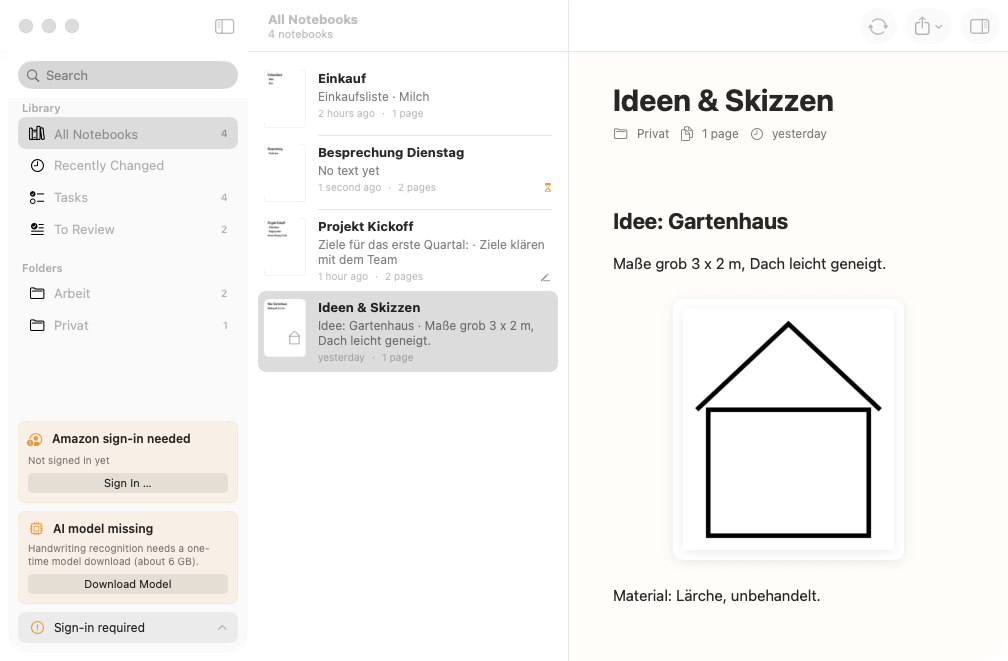 Search
Library
All Notebooks 4
Recently Changed
Tasks 4
To Review 2
Folders
Arbeit 2
Privat 1
Amazon sign-in needed
Not signed in yet
Sign In ...
AI model missing
Handwriting recognition needs a one-
time model download (about 6 GB).
Download Model
Sign-in required
All Notebooks
4 notebooks
Einkauf
Einkaufsliste · Milch
2 hours ago · 1 page
Besprechung Dienstag
No text yet
1 second ago · 2 pages
Projekt Kickoff
Ziele für das erste Quartal: · Ziele klären
mit dem Team
1 hour ago · 2 pages
Ideen & Skizzen
Idee: Gartenhaus · Maße grob 3 x 2 m,
Dach leicht geneigt.
yesterday · 1 page
Ideen & Skizzen
Privat 1 page yesterday
Idee: Gartenhaus
Maße grob 3 x 2 m, Dach leicht geneigt.
Material: Lärche, unbehandelt.